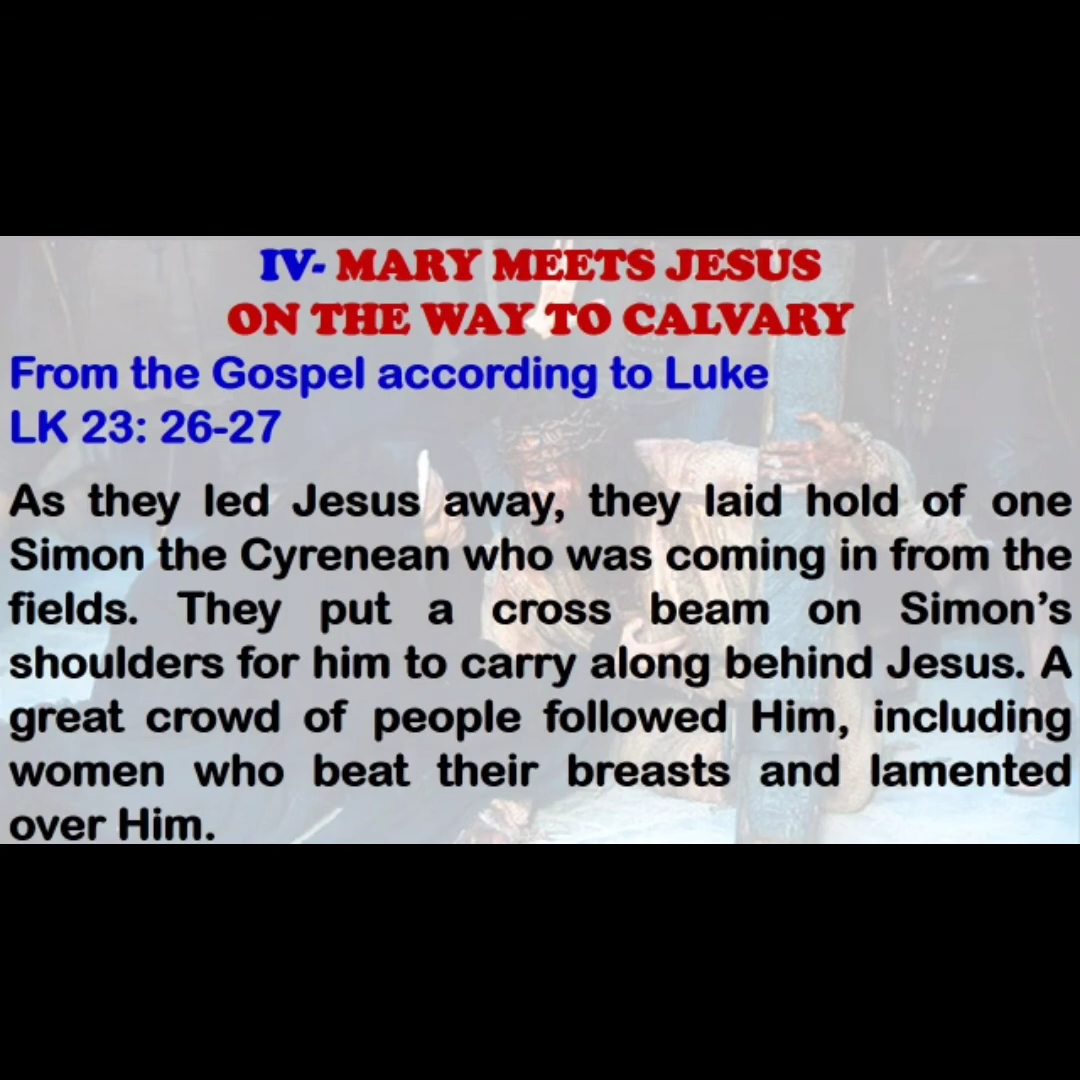 IV- MARY MEETS JESUS
ON THE WAY TO CALVARY
From the Gospel according to Luke
LK 23: 26-27
As they led Jesus away, they laid hold of one
Simon the Cyrenean who was coming in from the
fields. They put a cross beam on Simon’s
shoulders for him to carry along behind Jesus. A
great crowd of people followed Him, including
women who beat their breasts and lamented
over Him.